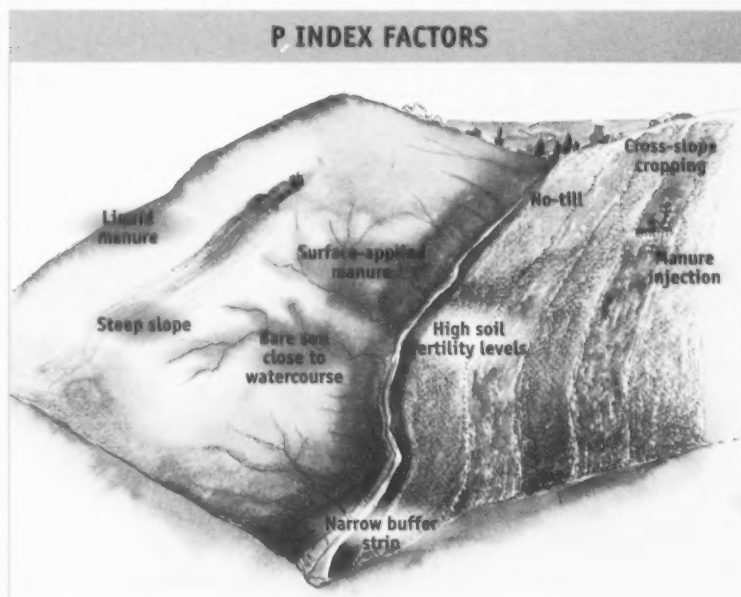 P INDEX FACTORS
Cross-slope
cropping
No-till
Liquid
manure
Surface-applied
manure
Manure
injection
Steep slope
Bare soil
close to
watercourse
High soil
fertility levels
Narrow buffer
strip